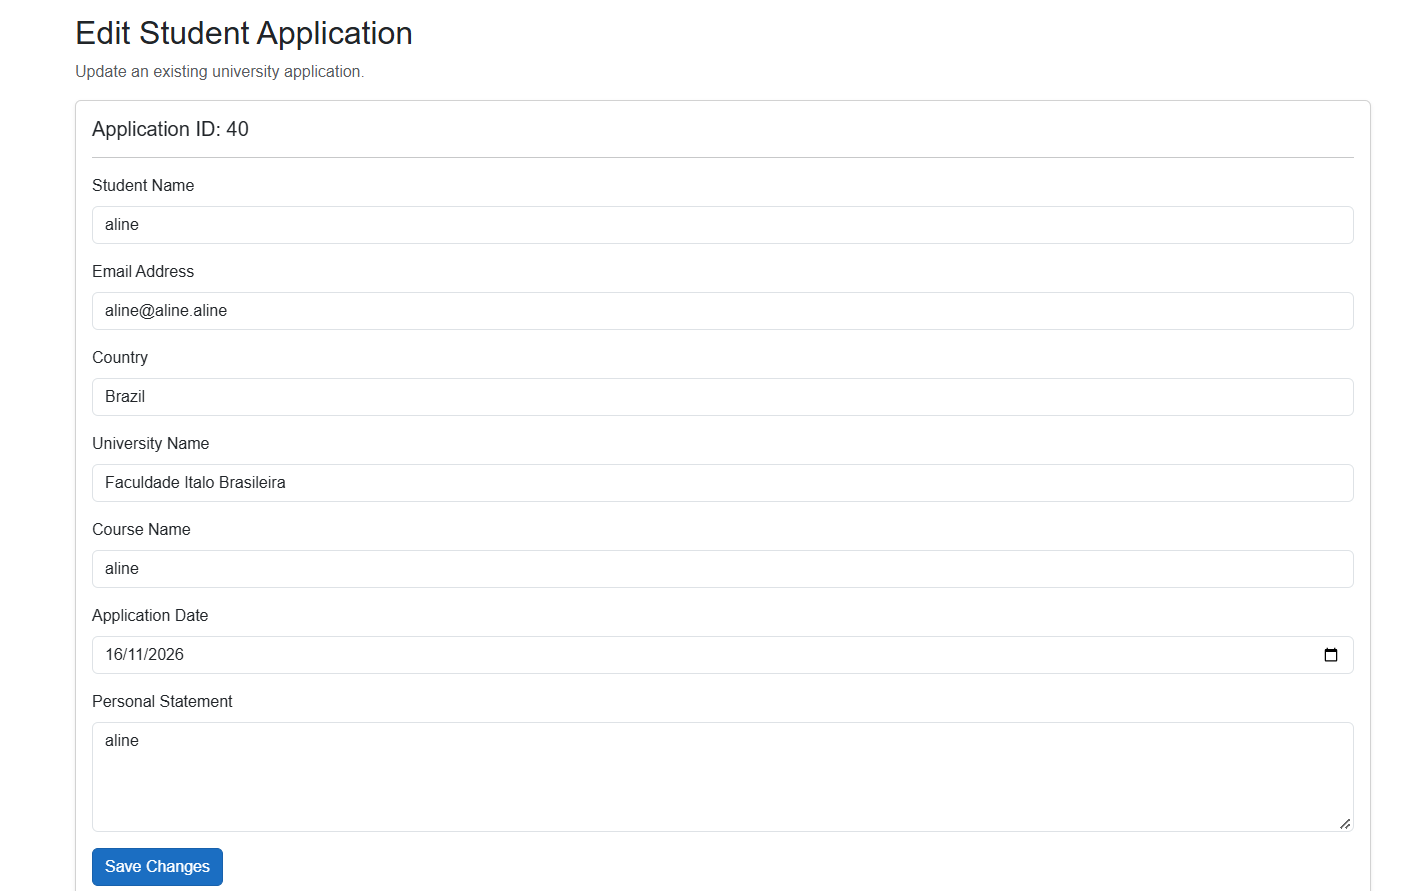 Edit Student Application
Update an existing university application.
Application ID: 40
Student Name
aline
Email Address
aline@aline.aline
Country
Brazil
University Name
Faculdade Italo Brasileira
Course Name
aline
Application Date
16/11/2026
Personal Statement
aline
Save Changes